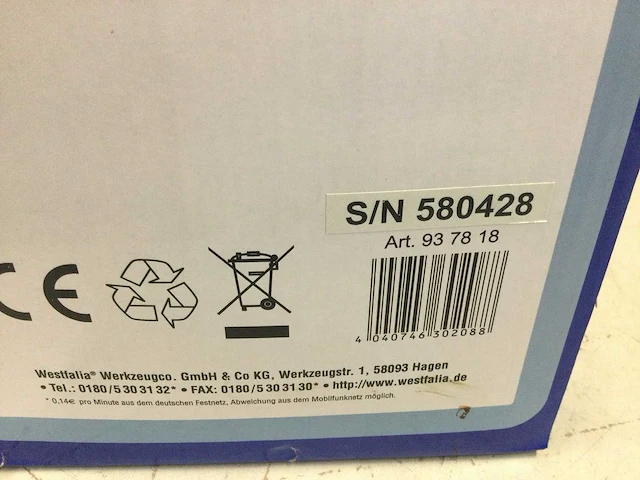 S/N 580428
Art. 93 78 18
4 040746 302088
CE
Westfalia® Werkzeugco. GmbH & Co KG, Werkzeugstr. 1, 58093 Hagen
• Tel.: 0180/5 30 31 32* • FAX: 0180/5 30 31 30* • http://www.westfalia.de
* 0,14€ pro Minute aus dem deutschen Festnetz, Abweichung aus dem Mobilfunknetz möglich.